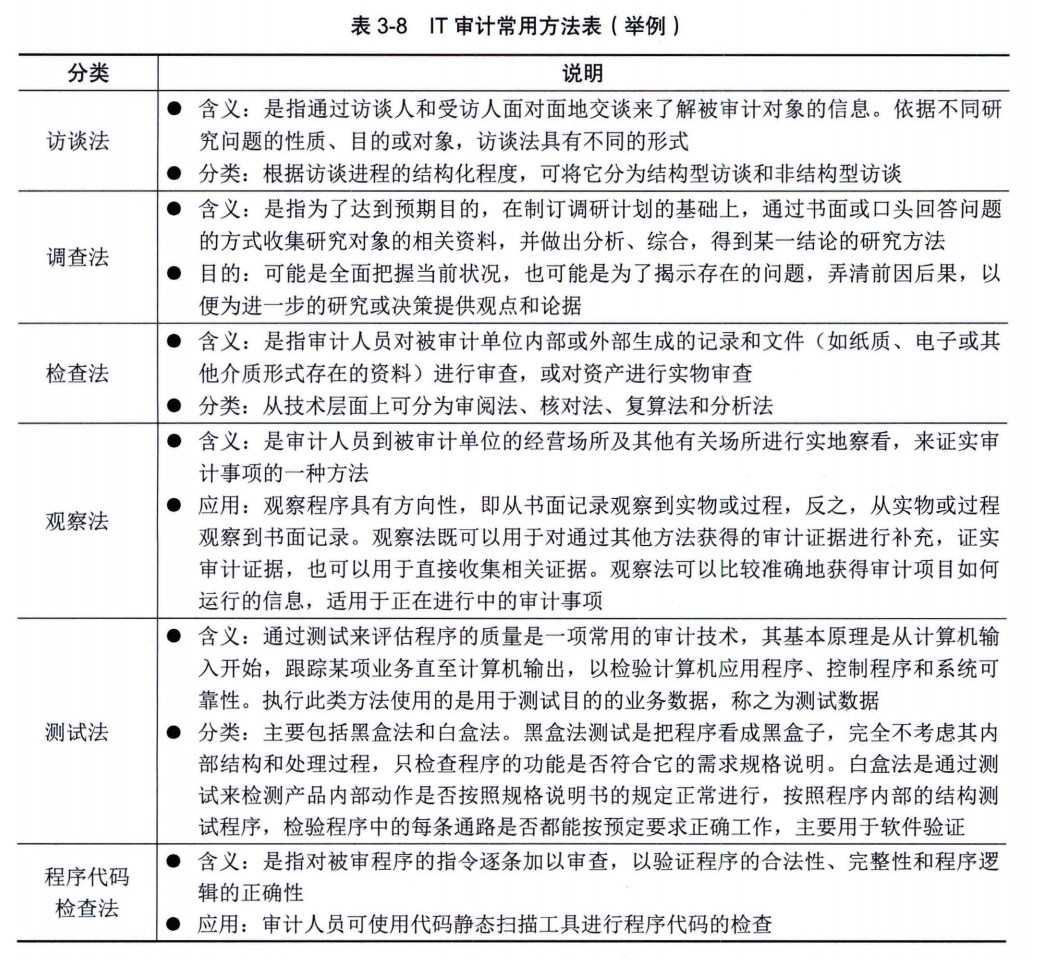 表 3-8 IT 审计常用方法表（举例）
分类 说明
访谈法
● 含义：是指通过访谈人和受访人面对面地交谈来了解被审计对象的信息。依据不同研
究问题的性质、目的或对象，访谈法具有不同的形式
● 分类：根据访谈进程的结构化程度，可将它分为结构型访谈和非结构型访谈
调查法
● 含义：是指为了达到预期目的，在制订调研计划的基础上，通过书面或口头回答问题
的方式收集研究对象的相关资料，并做出分析、综合，得到某一结论的研究方法
● 目的：可能是全面把握当前状况，也可能是为了揭示存在的问题，弄清前因后果，以
便为进一步的研究或决策提供观点和论据
检查法
● 含义：是指审计人员对被审计单位内部或外部生成的记录和文件（如纸质、电子或其
他介质形式存在的资料）进行审查，或对资产进行实物审查
● 分类：从技术层面上可分为审阅法、核对法、复算法和分析法
观察法
● 含义：是审计人员到被审计单位的经营场所及其他有关场所进行实地察看，来证实审
计事项的一种方法
● 应用：观察程序具有方向性，即从书面记录观察到实物或过程，反之，从实物或过程
观察到书面记录。观察法既可以用于对通过其他方法获得的审计证据进行补充，证实
审计证据，也可以用于直接收集相关证据。观察法可以比较准确地获得审计项目如何
运行的信息，适用于正在进行中的审计事项
测试法
● 含义：通过测试来评估程序的质量是一项常用的审计技术，其基本原理是从计算机输
入开始，跟踪某项业务直至计算机输出，以检验计算机应用程序、控制程序和系统可
靠性。执行此类方法使用的是用于测试目的的业务数据，称之为测试数据
● 分类：主要包括黑盒法和白盒法。黑盒法测试是把程序看成黑盒子，完全不考虑其内
部结构和处理过程，只检查程序的功能是否符合它的需求规格说明。白盒法是通过测
试来检测产品内部动作是否按照规格说明书的规定正常进行，按照程序内部的结构测
试程序，检验程序中的每条通路是否都能按预定要求正确工作，主要用于软件验证
程序代码
检查法
● 含义：是指对被审程序的指令逐条加以审查，以验证程序的合法性、完整性和程序逻
辑的正确性
● 应用：审计人员可使用代码静态扫描工具进行程序代码的检查